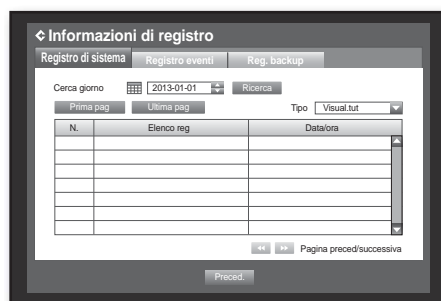 Informazioni di registro
Registro di sistema Registro eventi Reg. backup
Cerca giorno 2013-01-01 Ricerca
Prima pag Ultima pag Tipo Visual.tut
N. Elenco reg Data/ora
Pagina preced/successiva
Preced.